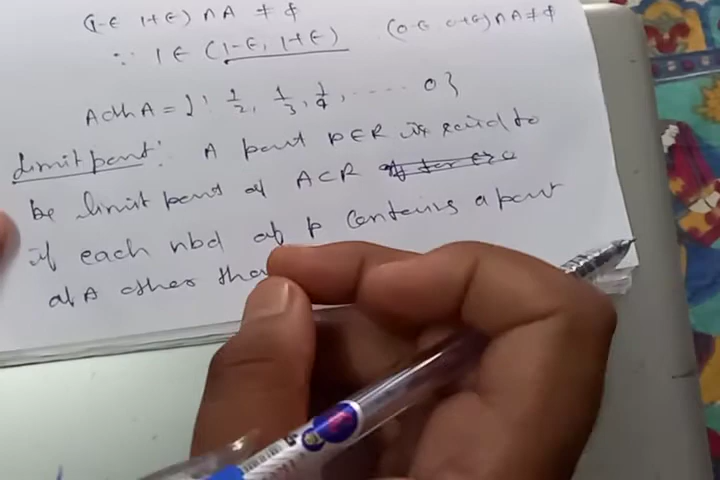 (1-ϵ 1+ϵ) ∩ A ≠ ϕ
∵ 1 ∈ (1-ϵ, 1+ϵ) (0-ϵ 0+ϵ) ∩ A ≠ ϕ
Adh A = { 1, 1/2, 1/3, 1/4, ..... 0 }
Limit point: A point P ∈ R is said to
be limit point of A ⊂ R
if each nbd of p contains a point
of A other tha